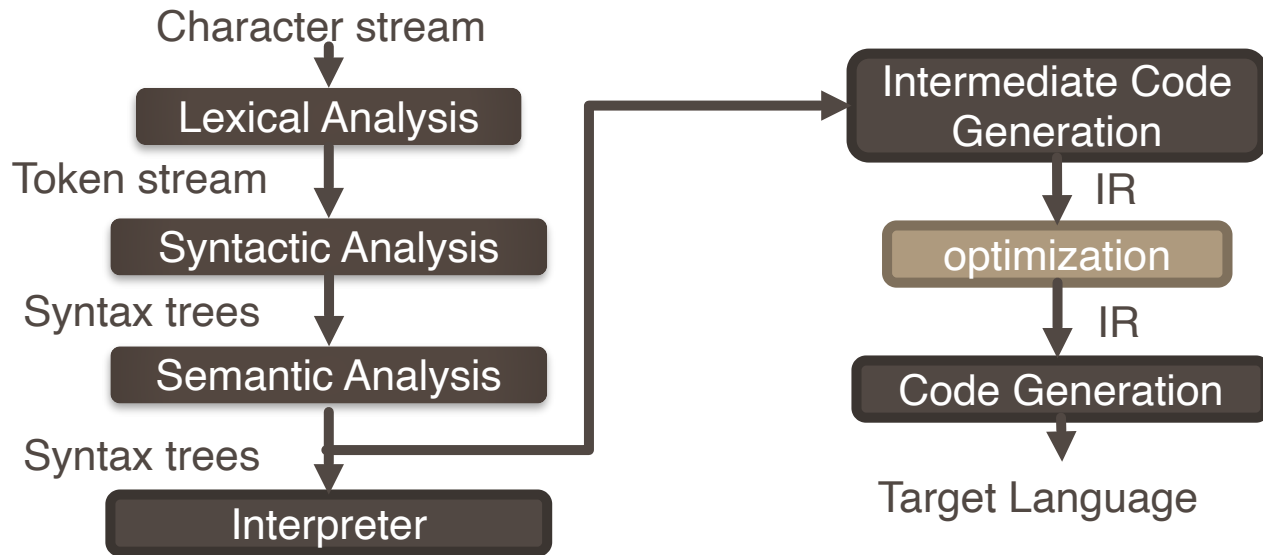 Character stream
Lexical Analysis
Token stream
Syntactic Analysis
Syntax trees
Semantic Analysis
Syntax trees
Interpreter
Intermediate Code
Generation
IR
optimization
IR
Code Generation
Target Language